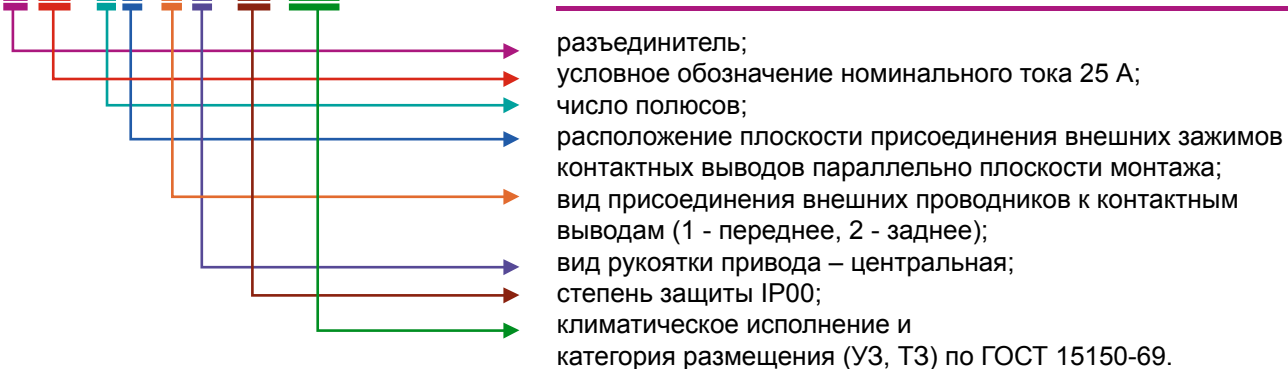 разъединитель;
условное обозначение номинального тока 25 А;
число полюсов;
расположение плоскости присоединения внешних зажимов
контактных выводов параллельно плоскости монтажа;
вид присоединения внешних проводников к контактным
выводам (1 - переднее, 2 - заднее);
вид рукоятки привода – центральная;
степень защиты IP00;
климатическое исполнение и
категория размещения (УЗ, ТЗ) по ГОСТ 15150-69.